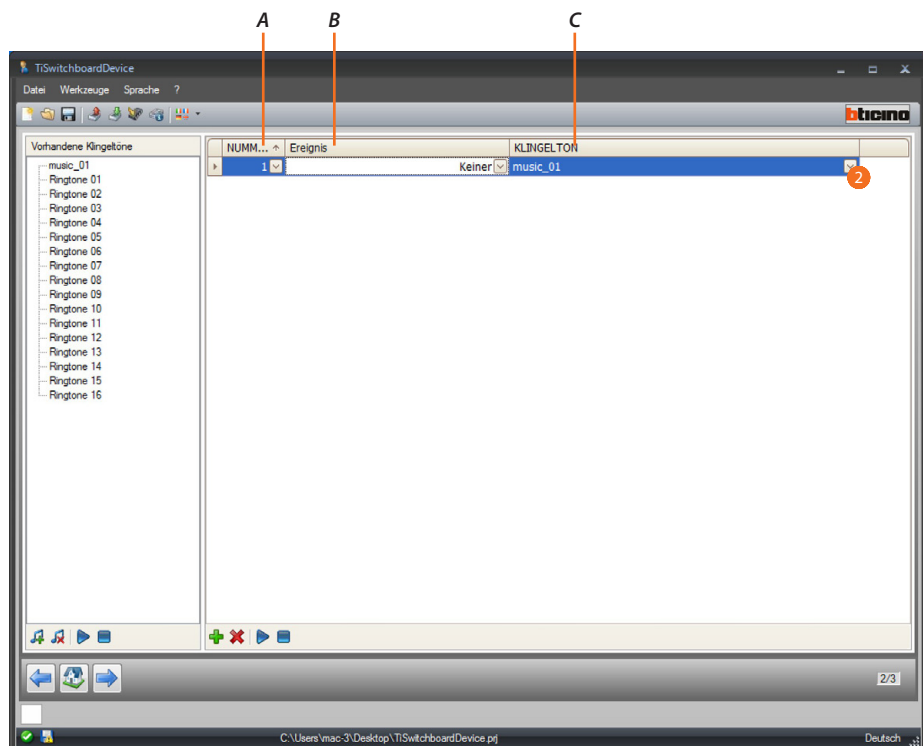 A B C
TiSwitchboardDevice
Datei Werkzeuge Sprache ?
bticino
Vorhandene Klingeltöne
NUMM... Ereignis KLINGELTON
1 Keiner music_01
2
music_01
Ringtone 01
Ringtone 02
Ringtone 03
Ringtone 04
Ringtone 05
Ringtone 06
Ringtone 07
Ringtone 08
Ringtone 09
Ringtone 10
Ringtone 11
Ringtone 12
Ringtone 13
Ringtone 14
Ringtone 15
Ringtone 16
2/3
C:\Users\mac-3\Desktop\TiSwitchboardDevice.prj Deutsch